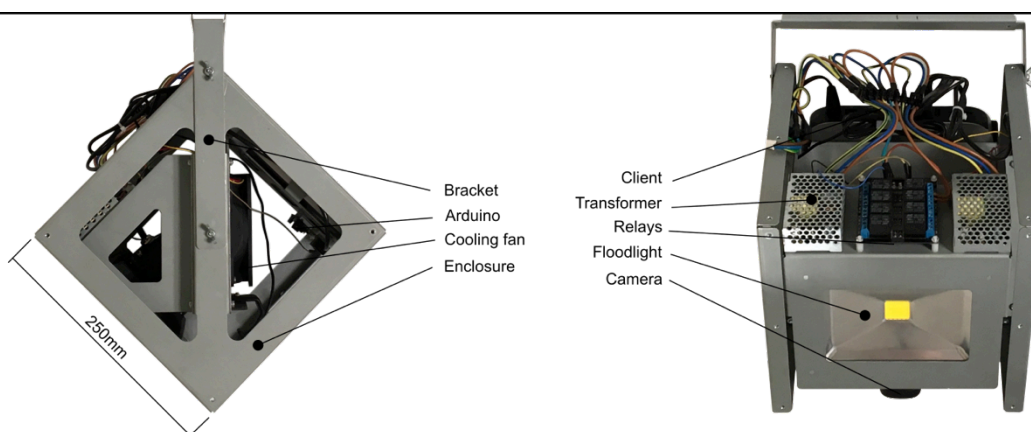 Bracket
Arduino
Cooling fan
Enclosure
250mm
Client
Transformer
Relays
Floodlight
Camera